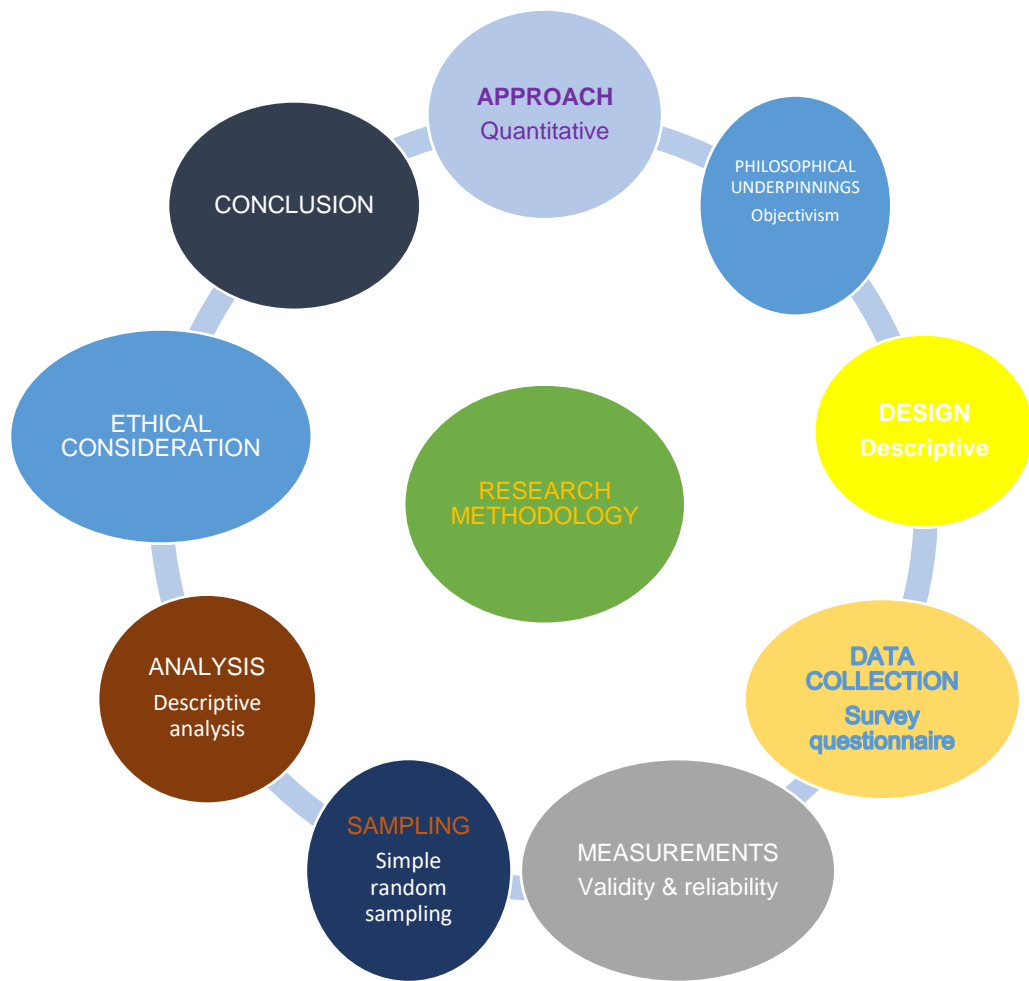 APPROACH
Quantitative
PHILOSOPHICAL
UNDERPINNINGS
Objectivism
DESIGN
Descriptive
DATA
COLLECTION
Survey
questionnaire
MEASUREMENTS
Validity & reliability
SAMPLING
Simple
random
sampling
ANALYSIS
Descriptive
analysis
ETHICAL
CONSIDERATION
CONCLUSION
RESEARCH
METHODOLOGY